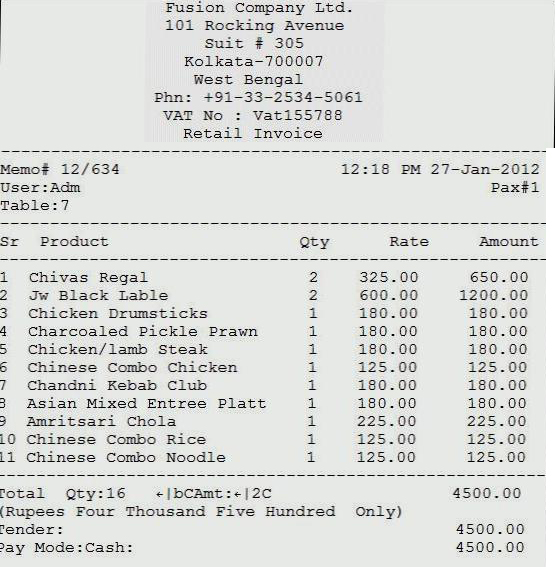 Fusion Company Ltd.
101 Rocking Avenue
Suit # 305
Kolkata-700007
West Bengal
Phn: +91-33-2534-5061
VAT No : Vat155788
Retail Invoice
Memo# 12/634 12:18 PM 27-Jan-2012
User:Adm Pax#1
Table:7
Sr Product Qty Rate Amount
1 Chivas Regal 2 325.00 650.00
2 Jw Black Lable 2 600.00 1200.00
3 Chicken Drumsticks 1 180.00 180.00
4 Charcoaled Pickle Prawn 1 180.00 180.00
5 Chicken/lamb Steak 1 180.00 180.00
6 Chinese Combo Chicken 1 125.00 125.00
7 Chandni Kebab Club 1 180.00 180.00
8 Asian Mixed Entree Platt 1 180.00 180.00
9 Amritsari Chola 1 225.00 225.00
10 Chinese Combo Rice 1 125.00 125.00
11 Chinese Combo Noodle 1 125.00 125.00
Total Qty:16 ←|bCAmt:←|2C 4500.00
(Rupees Four Thousand Five Hundred Only)
Tender: 4500.00
Pay Mode:Cash: 4500.00